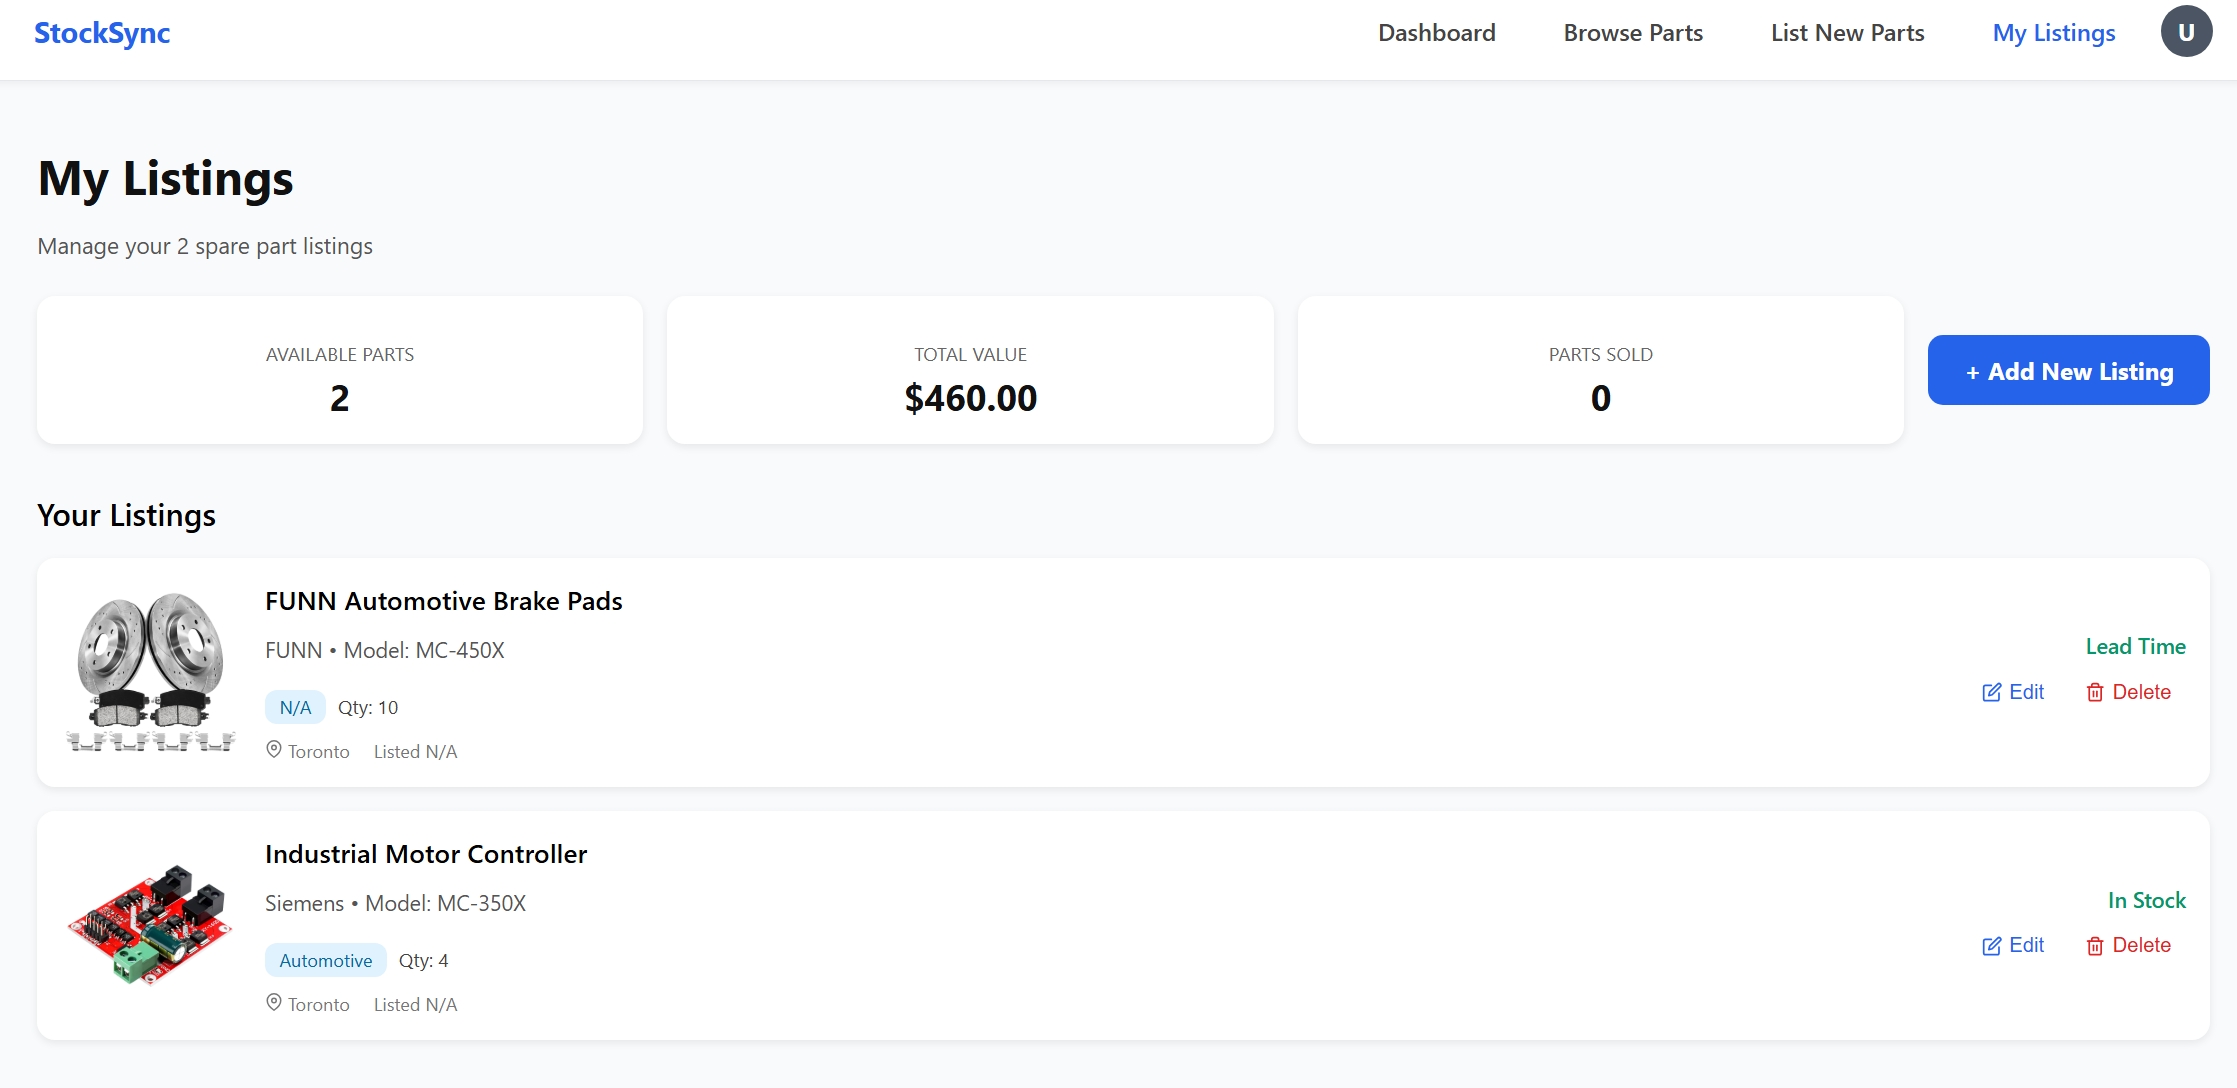 StockSync
Dashboard
Browse Parts
List New Parts
My Listings
U
My Listings
Manage your 2 spare part listings
AVAILABLE PARTS
2
TOTAL VALUE
$460.00
PARTS SOLD
0
+ Add New Listing
Your Listings
FUNN Automotive Brake Pads
FUNN • Model: MC-450X
N/A Qty: 10
Toronto Listed N/A
Lead Time
Edit Delete
Industrial Motor Controller
Siemens • Model: MC-350X
Automotive Qty: 4
Toronto Listed N/A
In Stock
Edit Delete